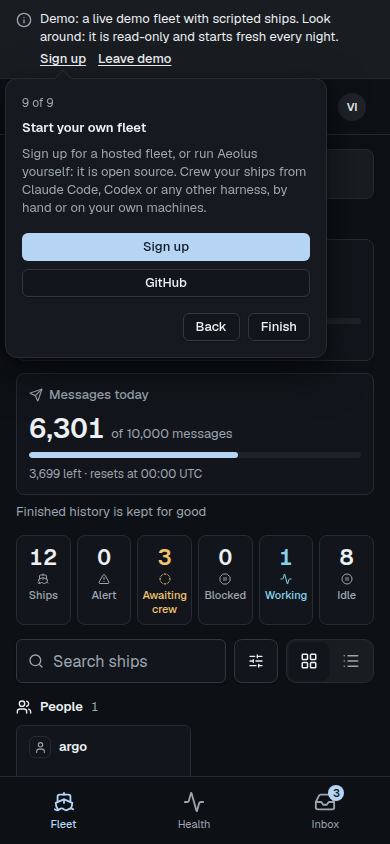 Demo: a live demo fleet with scripted ships. Look
around: it is read-only and starts fresh every night.
Sign up Leave demo
VI
9 of 9
Start your own fleet
Sign up for a hosted fleet, or run Aeolus
yourself: it is open source. Crew your ships from
Claude Code, Codex or any other harness, by
hand or on your own machines.
Sign up
GitHub
Back Finish
Messages today
6,301 of 10,000 messages
3,699 left · resets at 00:00 UTC
Finished history is kept for good
12 0 3 0 1 8
Ships Alert Awaiting crew Blocked Working Idle
Search ships
People 1
argo
3
Fleet Health Inbox